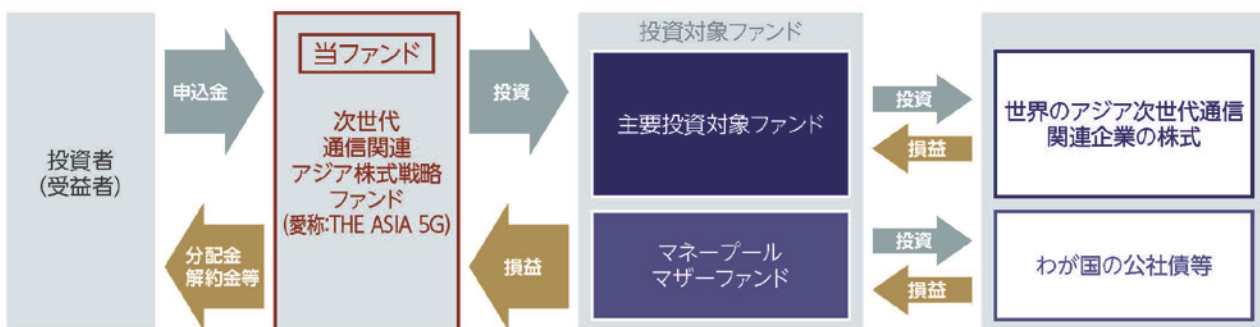 投資者
(受益者)
申込金
分配金
解約金等
当ファンド
次世代
通信関連
アジア株式戦略
ファンド
(愛称:THE ASIA 5G)
投資
損益
投資対象ファンド
主要投資対象ファンド
マネープール
マザーファンド
投資
損益
投資
損益
世界のアジア次世代通信
関連企業の株式
わが国の公社債等